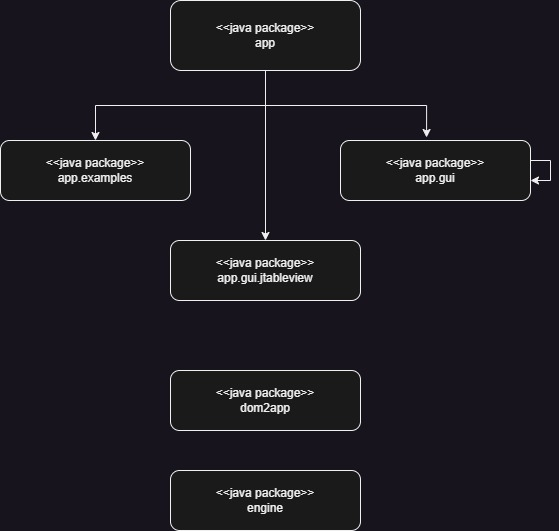 <<java package>>
app
<<java package>>
app.examples
<<java package>>
app.gui
<<java package>>
app.gui.jtableview
<<java package>>
dom2app
<<java package>>
engine